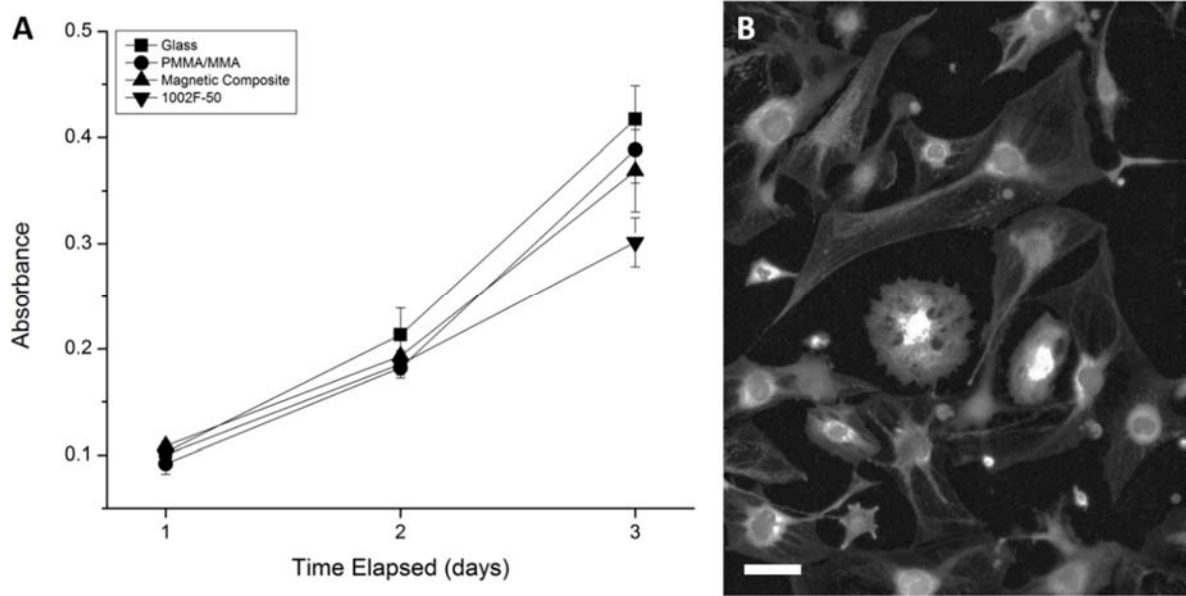 A
0.5
Glass
PMMA/MMA
Magnetic Composite
1002F-50
0.4
0.3
0.2
0.1
Absorbance
1
2
3
Time Elapsed (days)
B